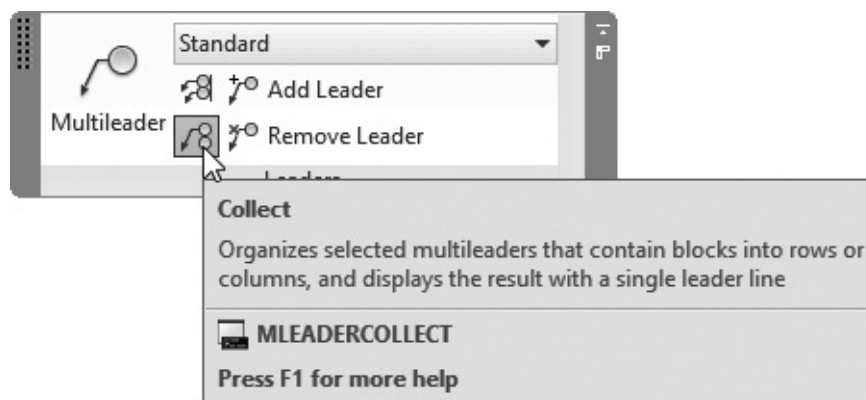 Standard
Add Leader
Multileader
Remove Leader
Leaders
Collect
Organizes selected multileaders that contain blocks into rows or
columns, and displays the result with a single leader line
MLEADERCOLLECT
Press F1 for more help